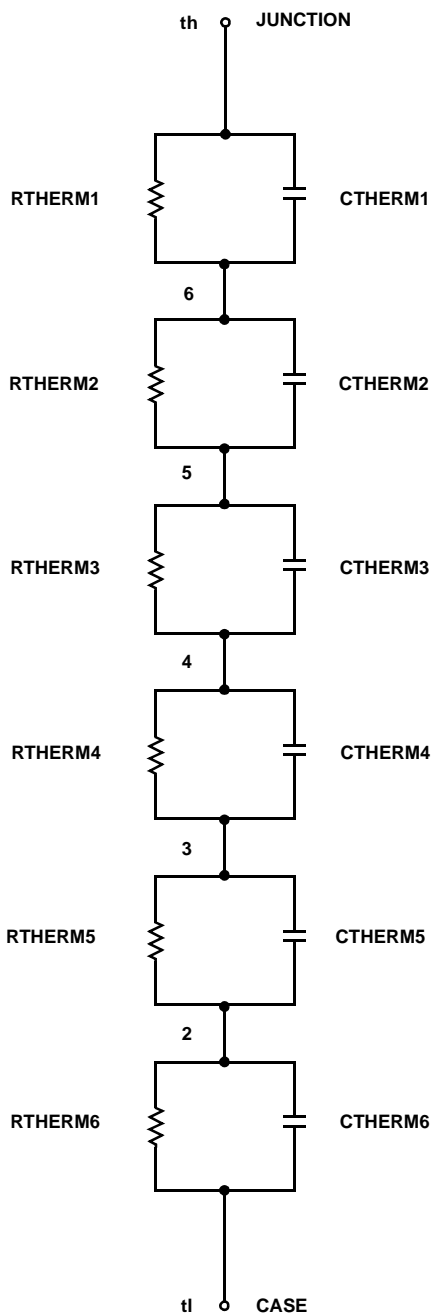 th JUNCTION
RTHERM1 CTHERM1
6
RTHERM2 CTHERM2
5
RTHERM3 CTHERM3
4
RTHERM4 CTHERM4
3
RTHERM5 CTHERM5
2
RTHERM6 CTHERM6
tl CASE